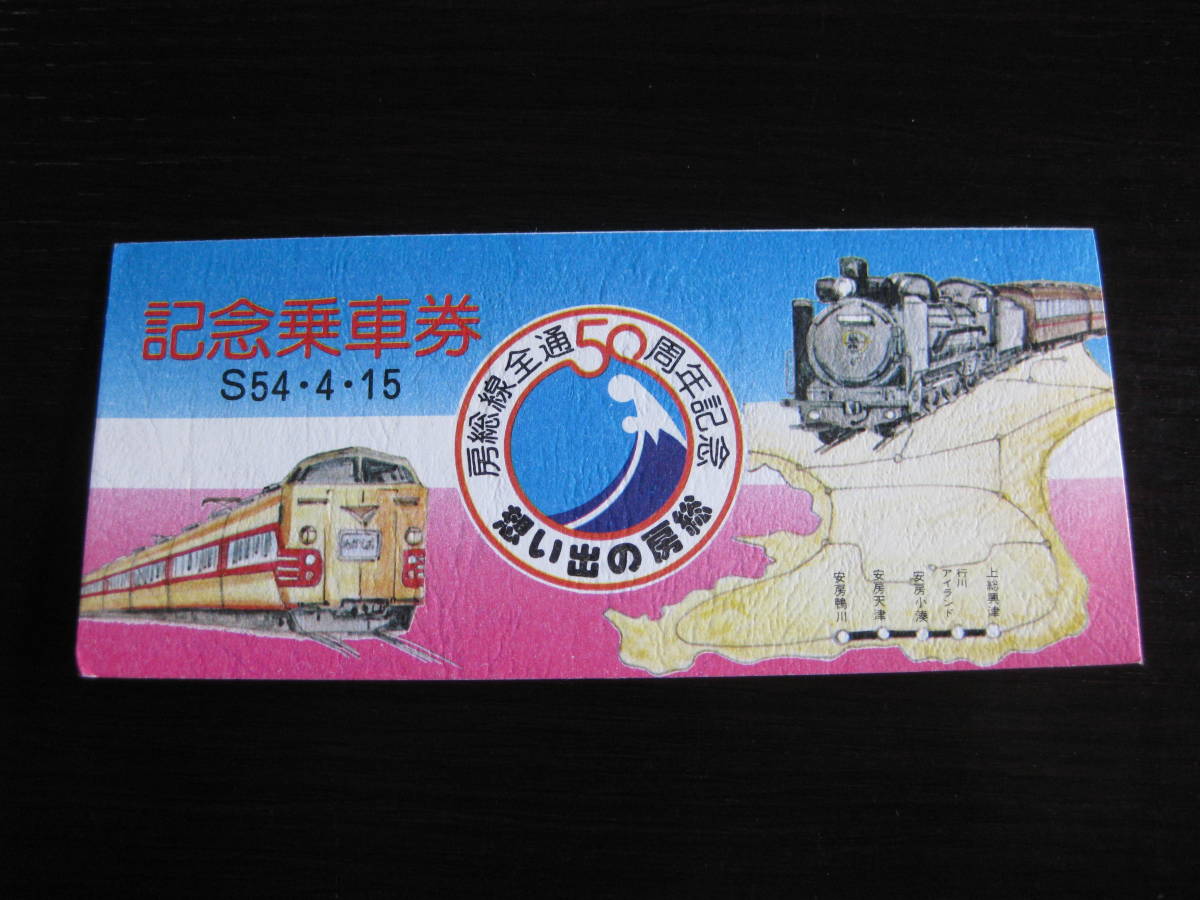 記念乗車券
S54・4・15
房総線全通50周年記念
想い出の房総
安房鴨川
安房天津
安房小湊
行川
アイランド
上総興津